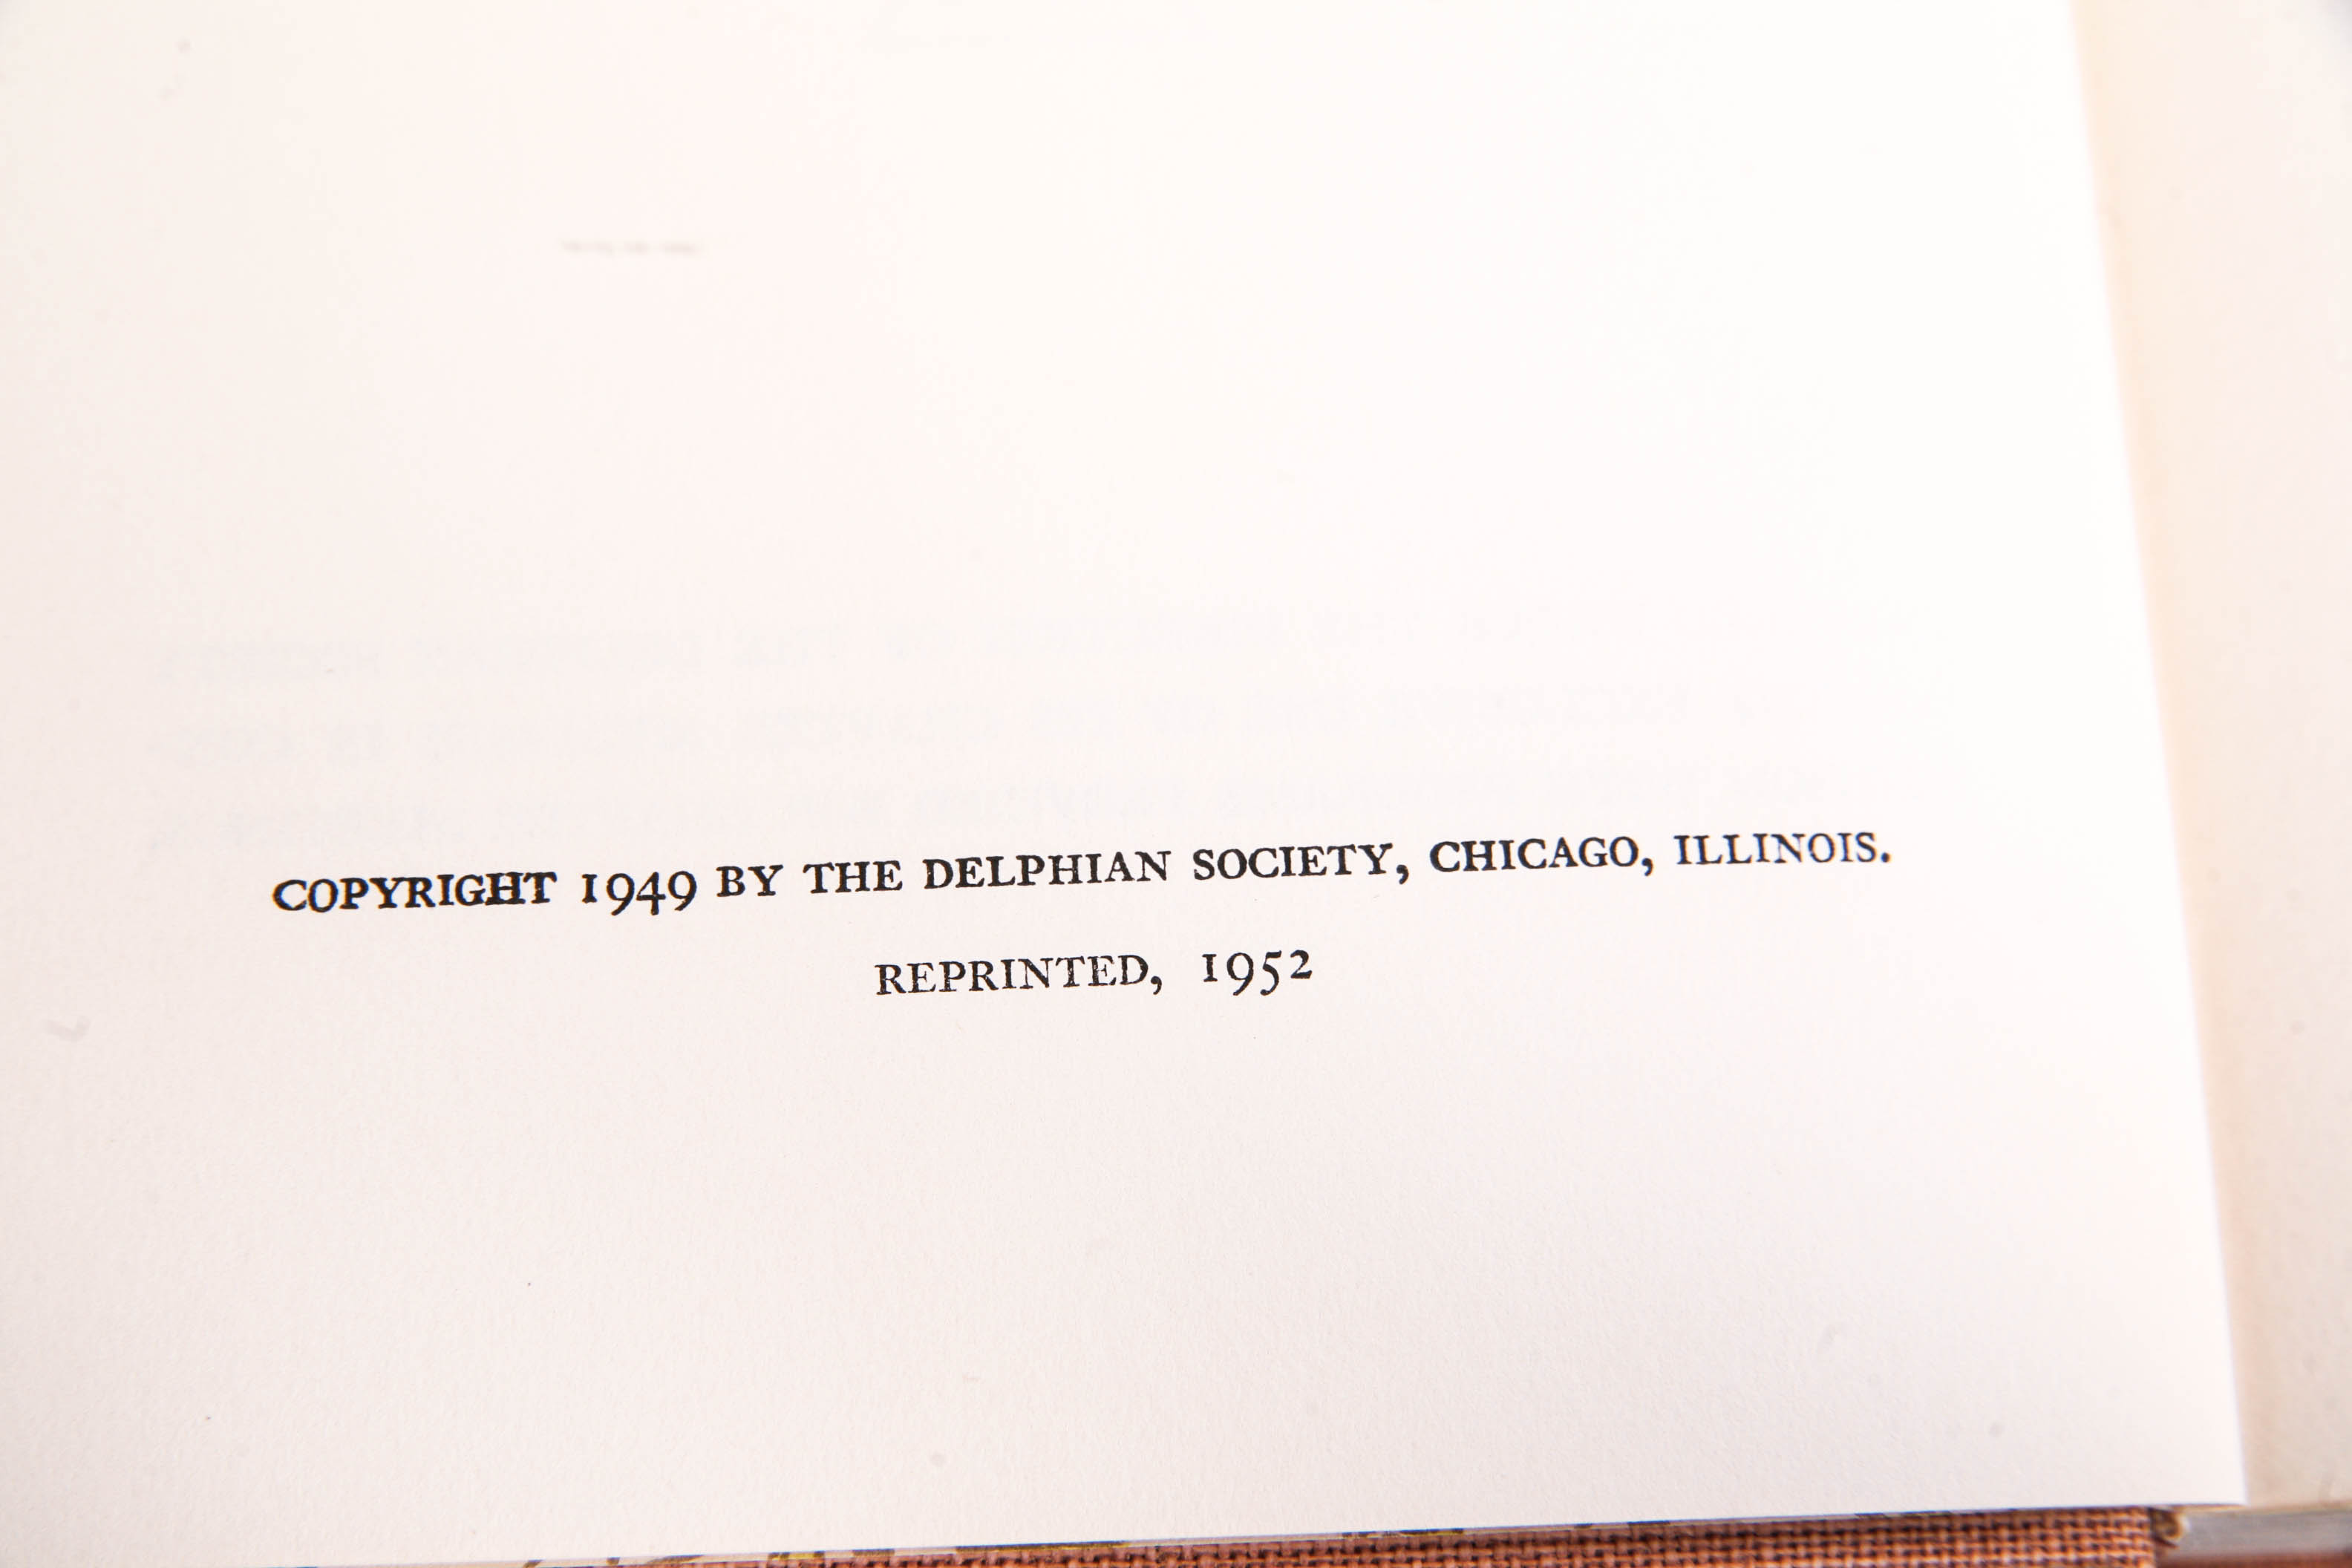 COPYRIGHT 1949 BY THE DELPHIAN SOCIETY, CHICAGO, ILLINOIS.
REPRINTED, 1952